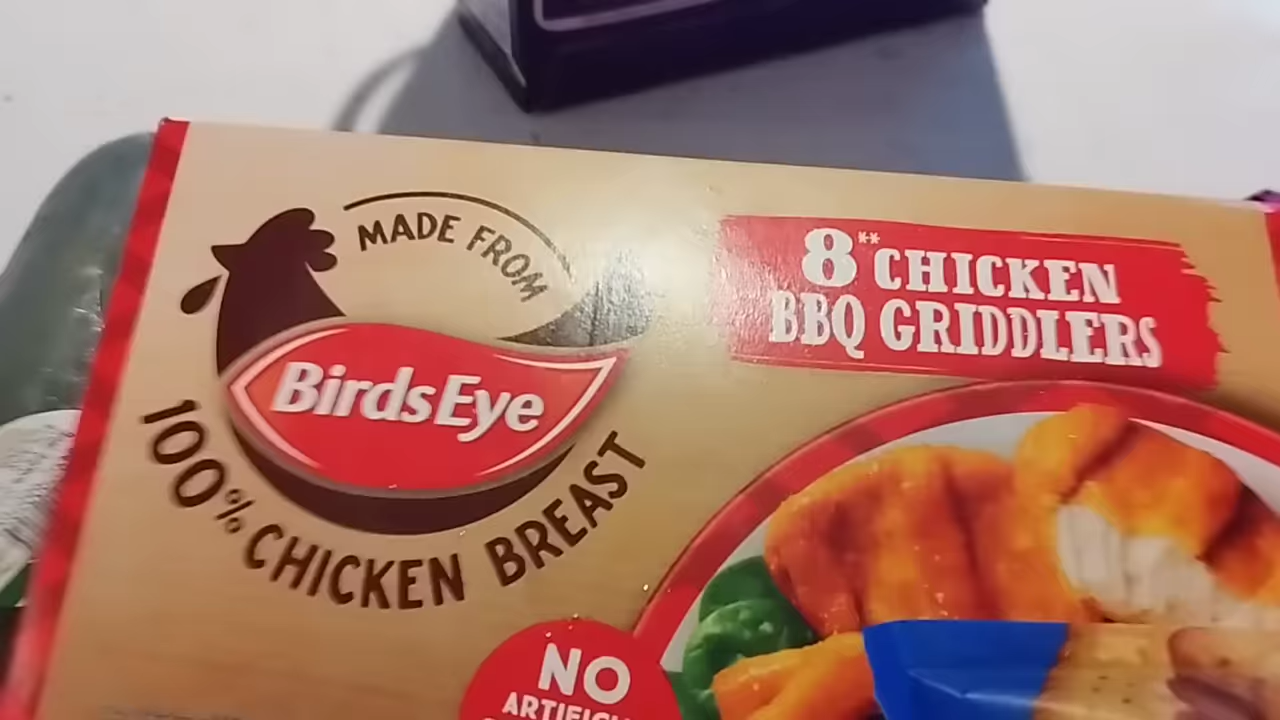 MADE FROM
BirdsEye
100% CHICKEN BREAST
8** CHICKEN
BBQ GRIDDLERS
NO